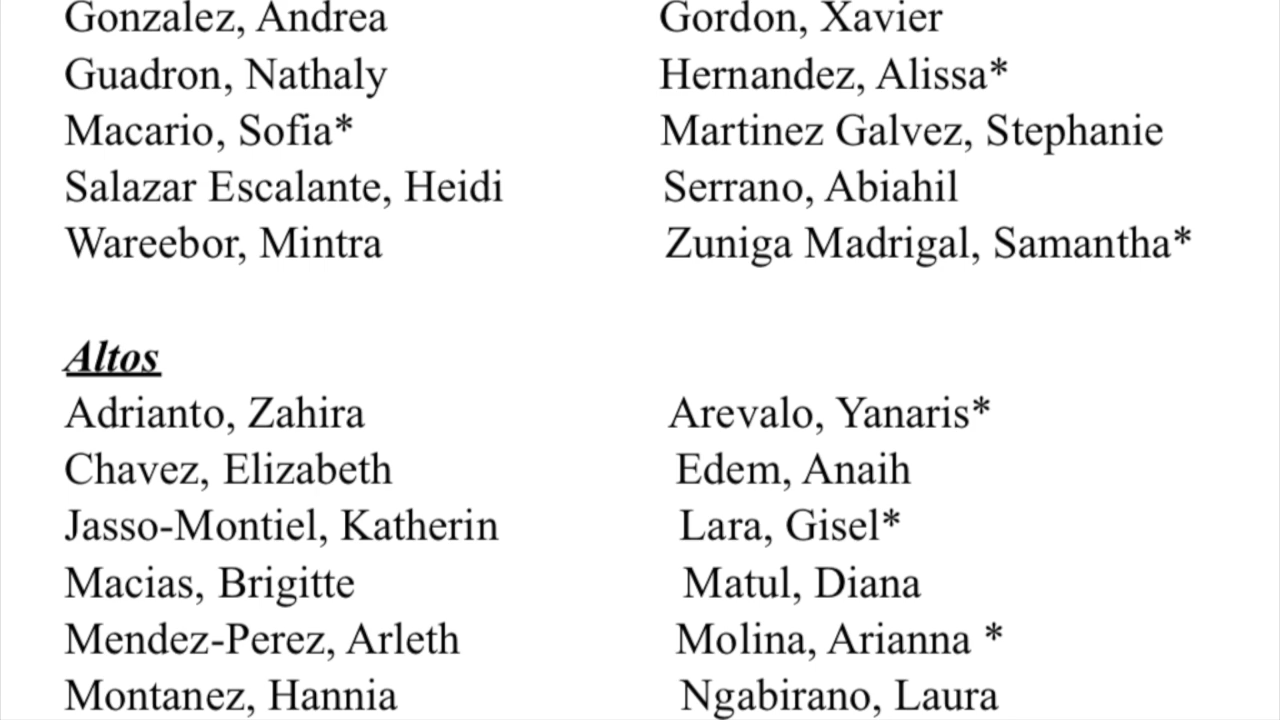 Gonzalez, Andrea Gordon, Xavier
Guadron, Nathaly Hernandez, Alissa*
Macario, Sofia* Martinez Galvez, Stephanie
Salazar Escalante, Heidi Serrano, Abiahil
Wareebor, Mintra Zuniga Madrigal, Samantha*
Altos
Adrianto, Zahira Arevalo, Yanaris*
Chavez, Elizabeth Edem, Anaih
Jasso-Montiel, Katherin Lara, Gisel*
Macias, Brigitte Matul, Diana
Mendez-Perez, Arleth Molina, Arianna *
Montanez, Hannia Ngabirano, Laura